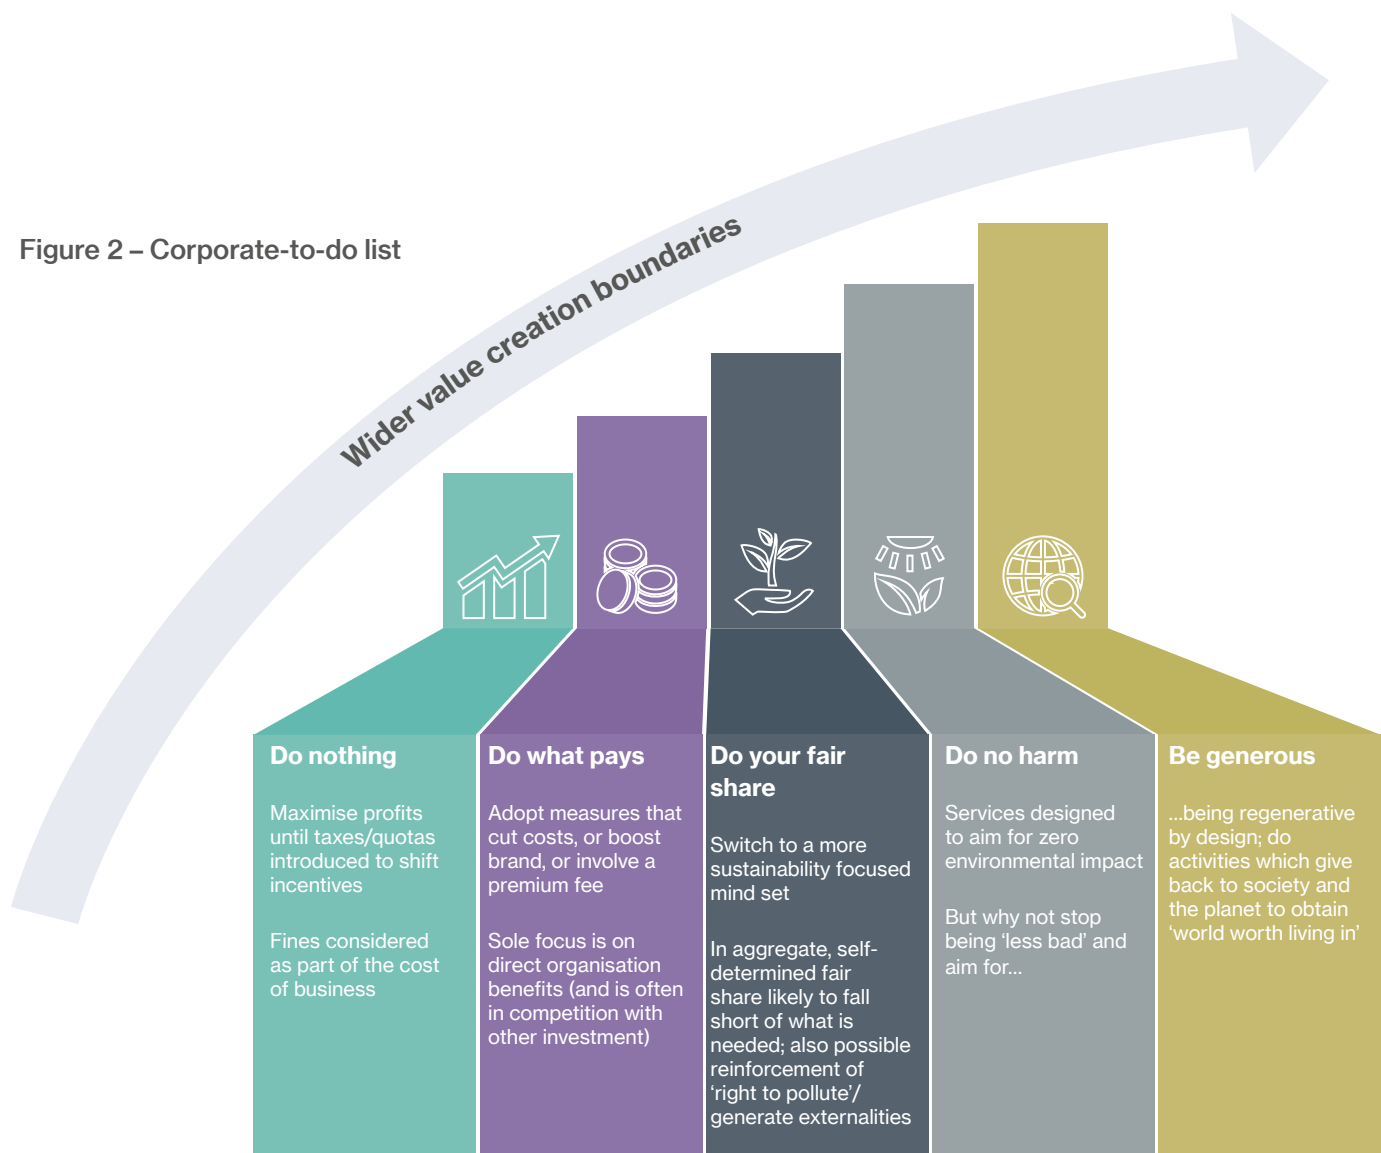 Figure 2 – Corporate-to-do list
Wider value creation boundaries
Do nothing
Maximise profits
until taxes/quotas
introduced to shift
incentives
Fines considered
as part of the cost
of business
Do what pays
Adopt measures that
cut costs, or boost
brand, or involve a
premium fee
Sole focus is on
direct organisation
benefits (and is often
in competition with
other investment)
Do your fair
share
Switch to a more
sustainability focused
mind set
In aggregate, self-
determined fair
share likely to fall
short of what is
needed; also possible
reinforcement of
‘right to pollute’/
generate externalities
Do no harm
Services designed
to aim for zero
environmental impact
But why not stop
being ‘less bad’ and
aim for...
Be generous
...being regenerative
by design; do
activities which give
back to society and
the planet to obtain
‘world worth living in’